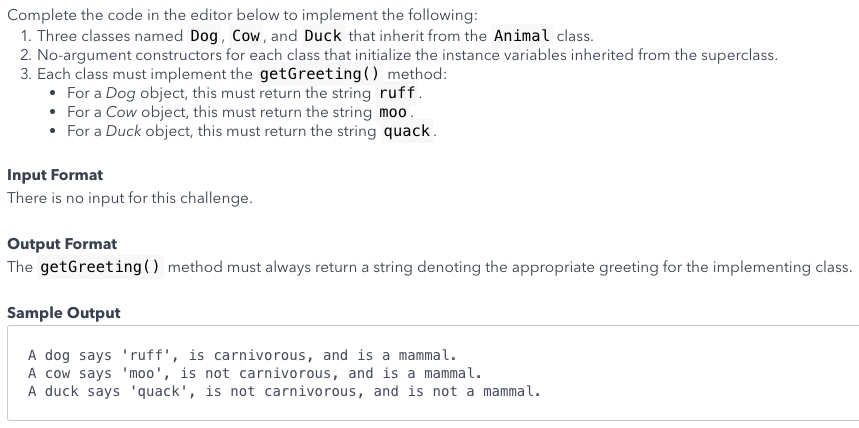 Complete the code in the editor below to implement the following:
1. Three classes named Dog, Cow, and Duck that inherit from the Animal class.
2. No-argument constructors for each class that initialize the instance variables inherited from the superclass.
3. Each class must implement the getGreeting() method:
• For a Dog object, this must return the string ruff.
• For a Cow object, this must return the string moo.
• For a Duck object, this must return the string quack.
Input Format
There is no input for this challenge.
Output Format
The getGreeting() method must always return a string denoting the appropriate greeting for the implementing class.
Sample Output
A dog says 'ruff', is carnivorous, and is a mammal.
A cow says 'moo', is not carnivorous, and is a mammal.
A duck says 'quack', is not carnivorous, and is not a mammal.